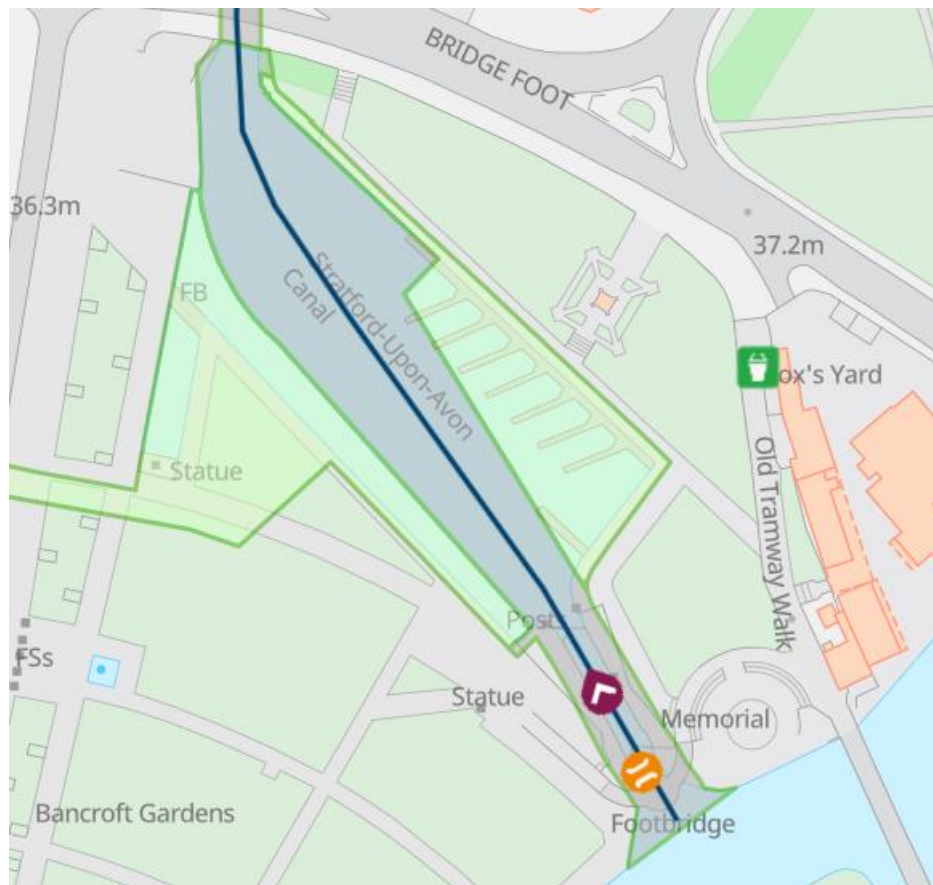 BRIDGE FOOT
36.3m
37.2m
FB
Stratford-Upon-Avon
Canal
ox's Yard
Statue
Old Tramway Walk
Posts
FSs
Statue
Memorial
Bancroft Gardens
Footbridge